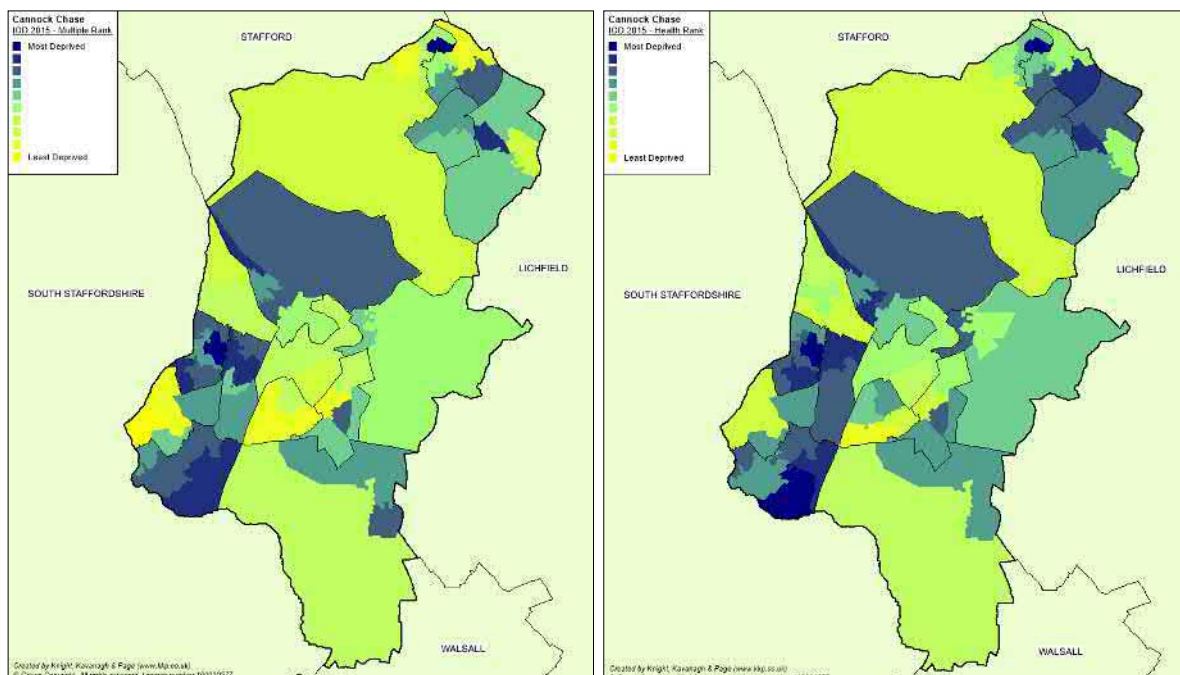 Cannock Chase
IOD 2015 - Multiple Rank
Most Deprived
Least Deprived
STAFFORD
SOUTH STAFFORDSHIRE
LICHFIELD
WALSALL
Created by Knight, Kavanagh & Page (www.kkp.co.uk)
Cannock Chase
IOD 2015 - Health Rank
Most Deprived
Least Deprived
STAFFORD
SOUTH STAFFORDSHIRE
LICHFIELD
WALSALL
Created by Knight, Kavanagh & Page (www.kkp.co.uk)